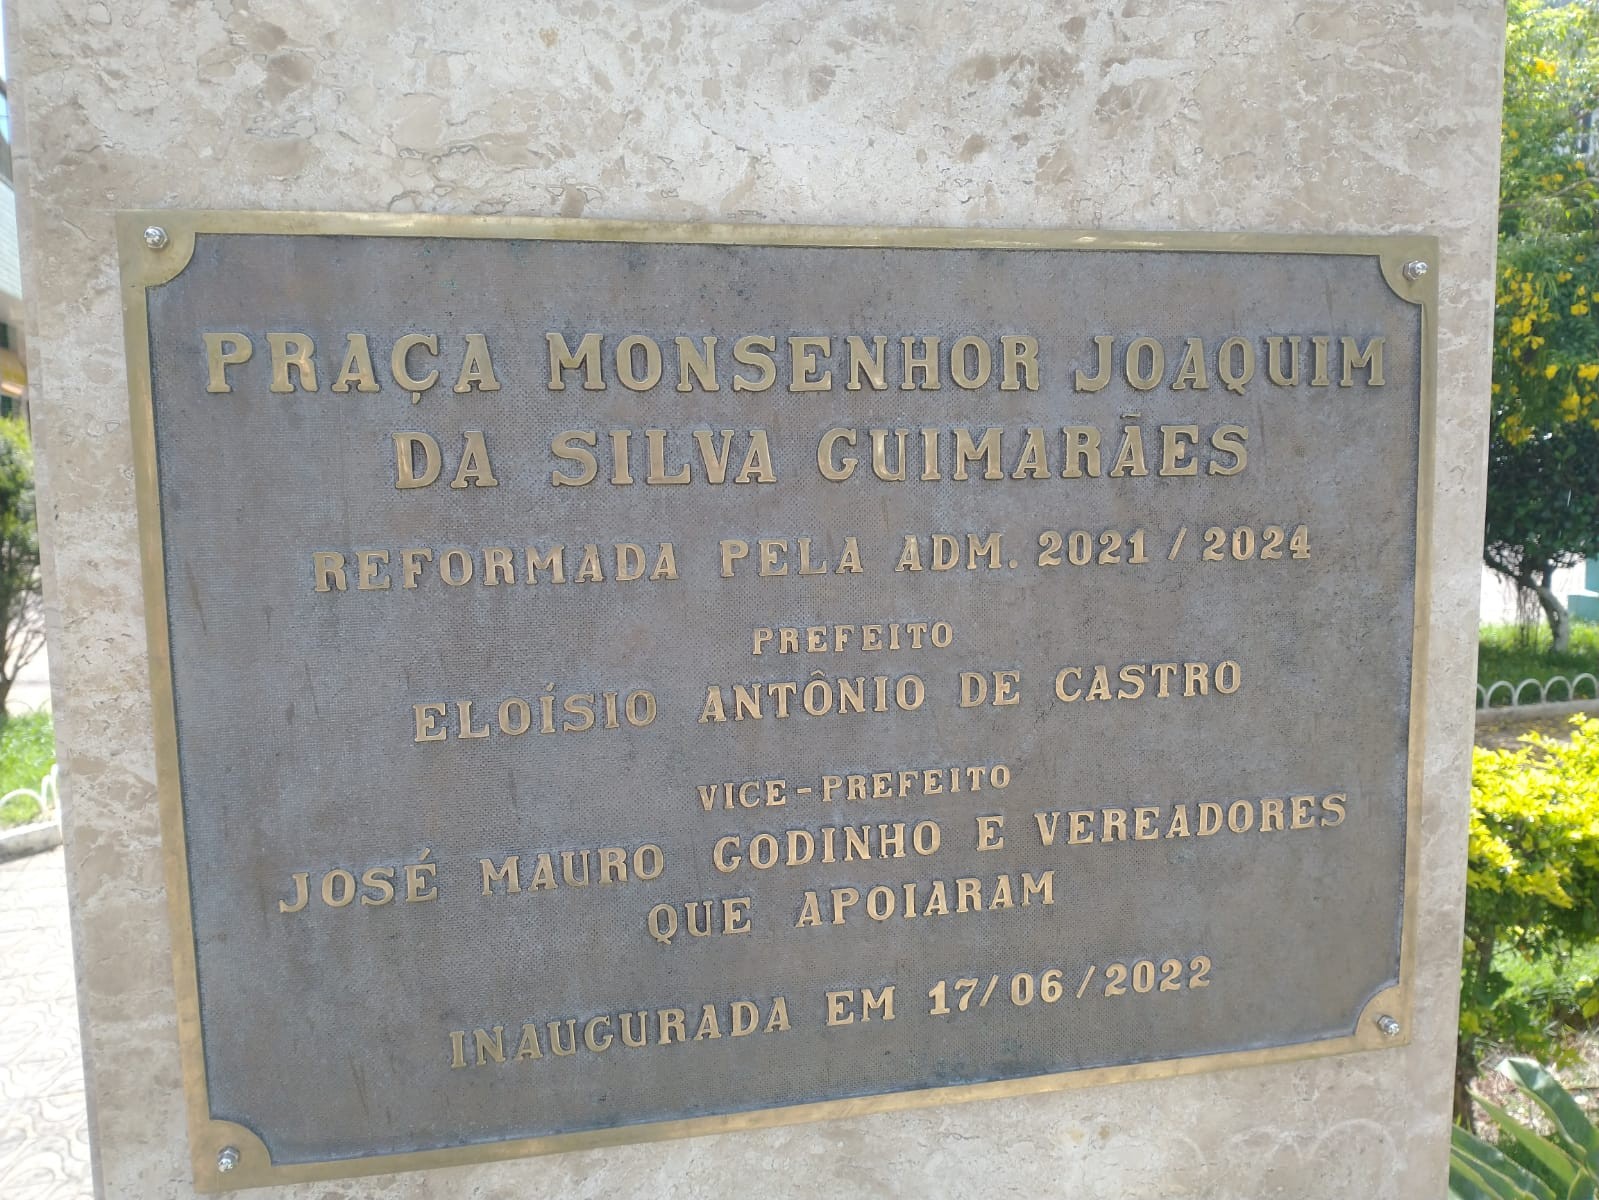 PRAÇA MONSENHOR JOAQUIM
DA SILVA GUIMARÃES
REFORMADA PELA ADM. 2021 / 2024
PREFEITO
ELOÍSIO ANTÔNIO DE CASTRO
VICE-PREFEITO
JOSÉ MAURO GODINHO E VEREADORES
QUE APOIARAM
INAUGURADA EM 17/06/2022